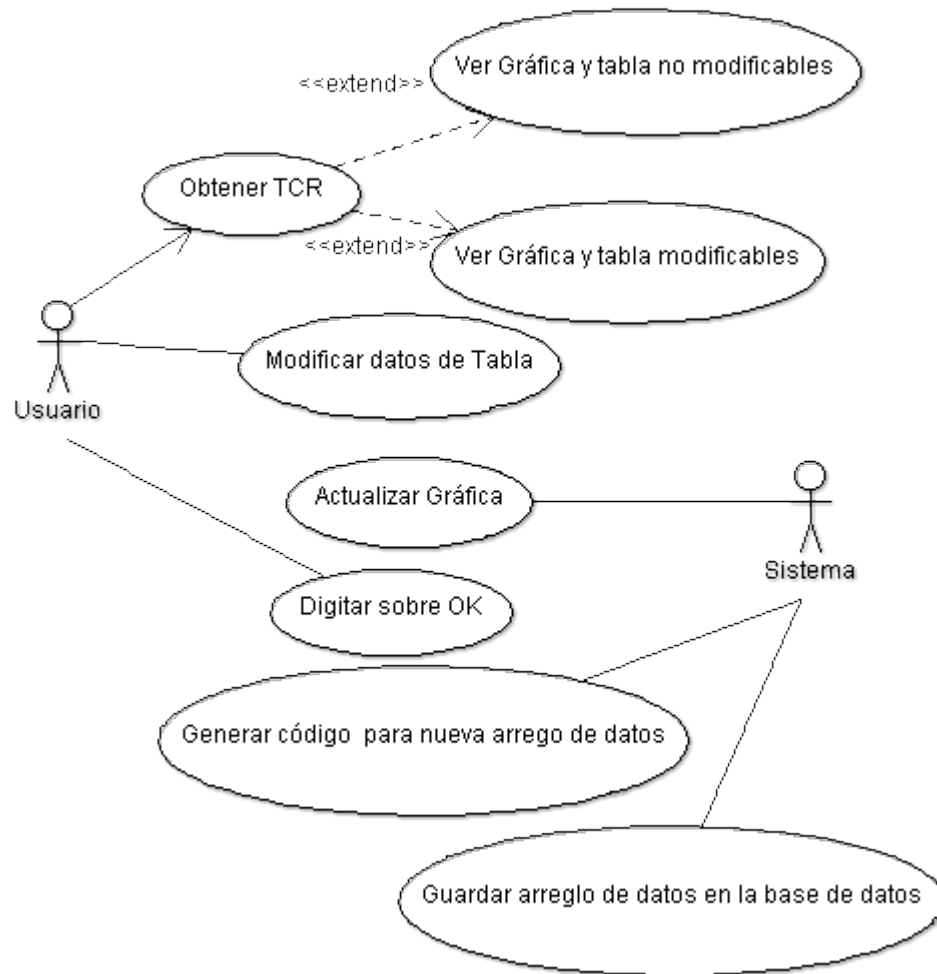 Ver Gráfica y tabla no modificables
<<extend>>
Obtener TCR
<<extend>>
Ver Gráfica y tabla modificables
Modificar datos de Tabla
Usuario
Actualizar Gráfica
Sistema
Digitar sobre OK
Generar código para nueva arrego de datos
Guardar arreglo de datos en la base de datos